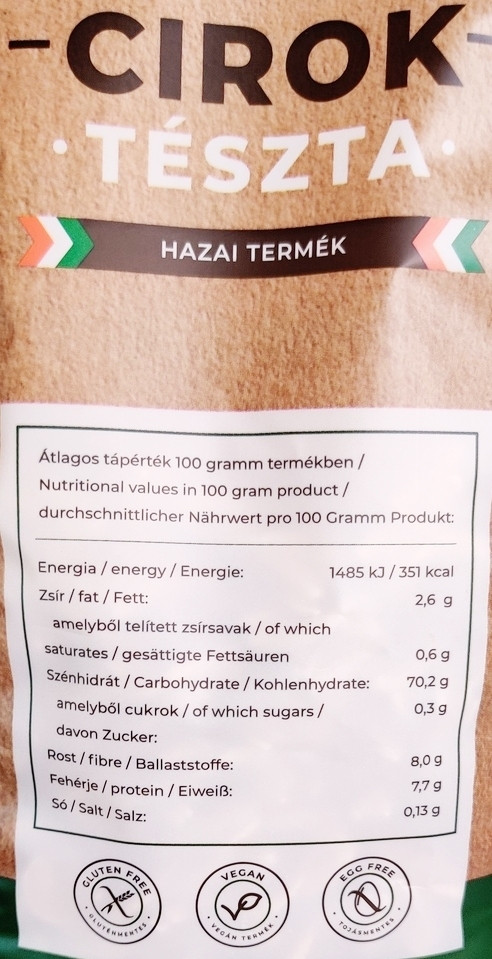 CIROK
TÉSZTA
HAZAI TERMÉK
Átlagos tápérték 100 gramm termékben /
Nutritional values in 100 gram product /
durchschnittlicher Nährwert pro 100 Gramm Produkt:
Energia / energy / Energie: 1485 kJ / 351 kcal
Zsír / fat / Fett: 2,6 g
amelyből telített zsírsavak / of which
saturates / gesättigte Fettsäuren 0,6 g
Szénhidrát / Carbohydrate / Kohlenhydrate: 70,2 g
amelyből cukrok / of which sugars / 0,3 g
davon Zucker:
Rost / fibre / Ballaststoffe: 8,0 g
Fehérje / protein / Eiweiß: 7,7 g
Só / Salt / Salz: 0,13 g
GLUTEN FREE
GLUTÉNMENTES
VEGAN
VEGÁN TERMÉK
EGG FREE
TOJÁSMENTES